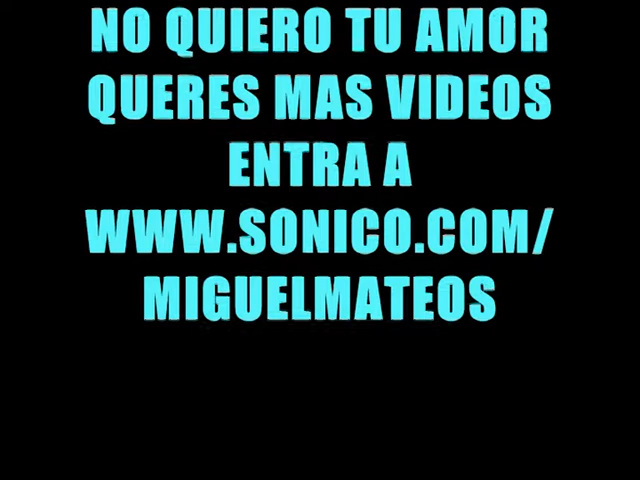 NO QUIERO TU AMOR
QUERES MAS VIDEOS
ENTRA A
WWW.SONICO.COM/
MIGUELMATEOS